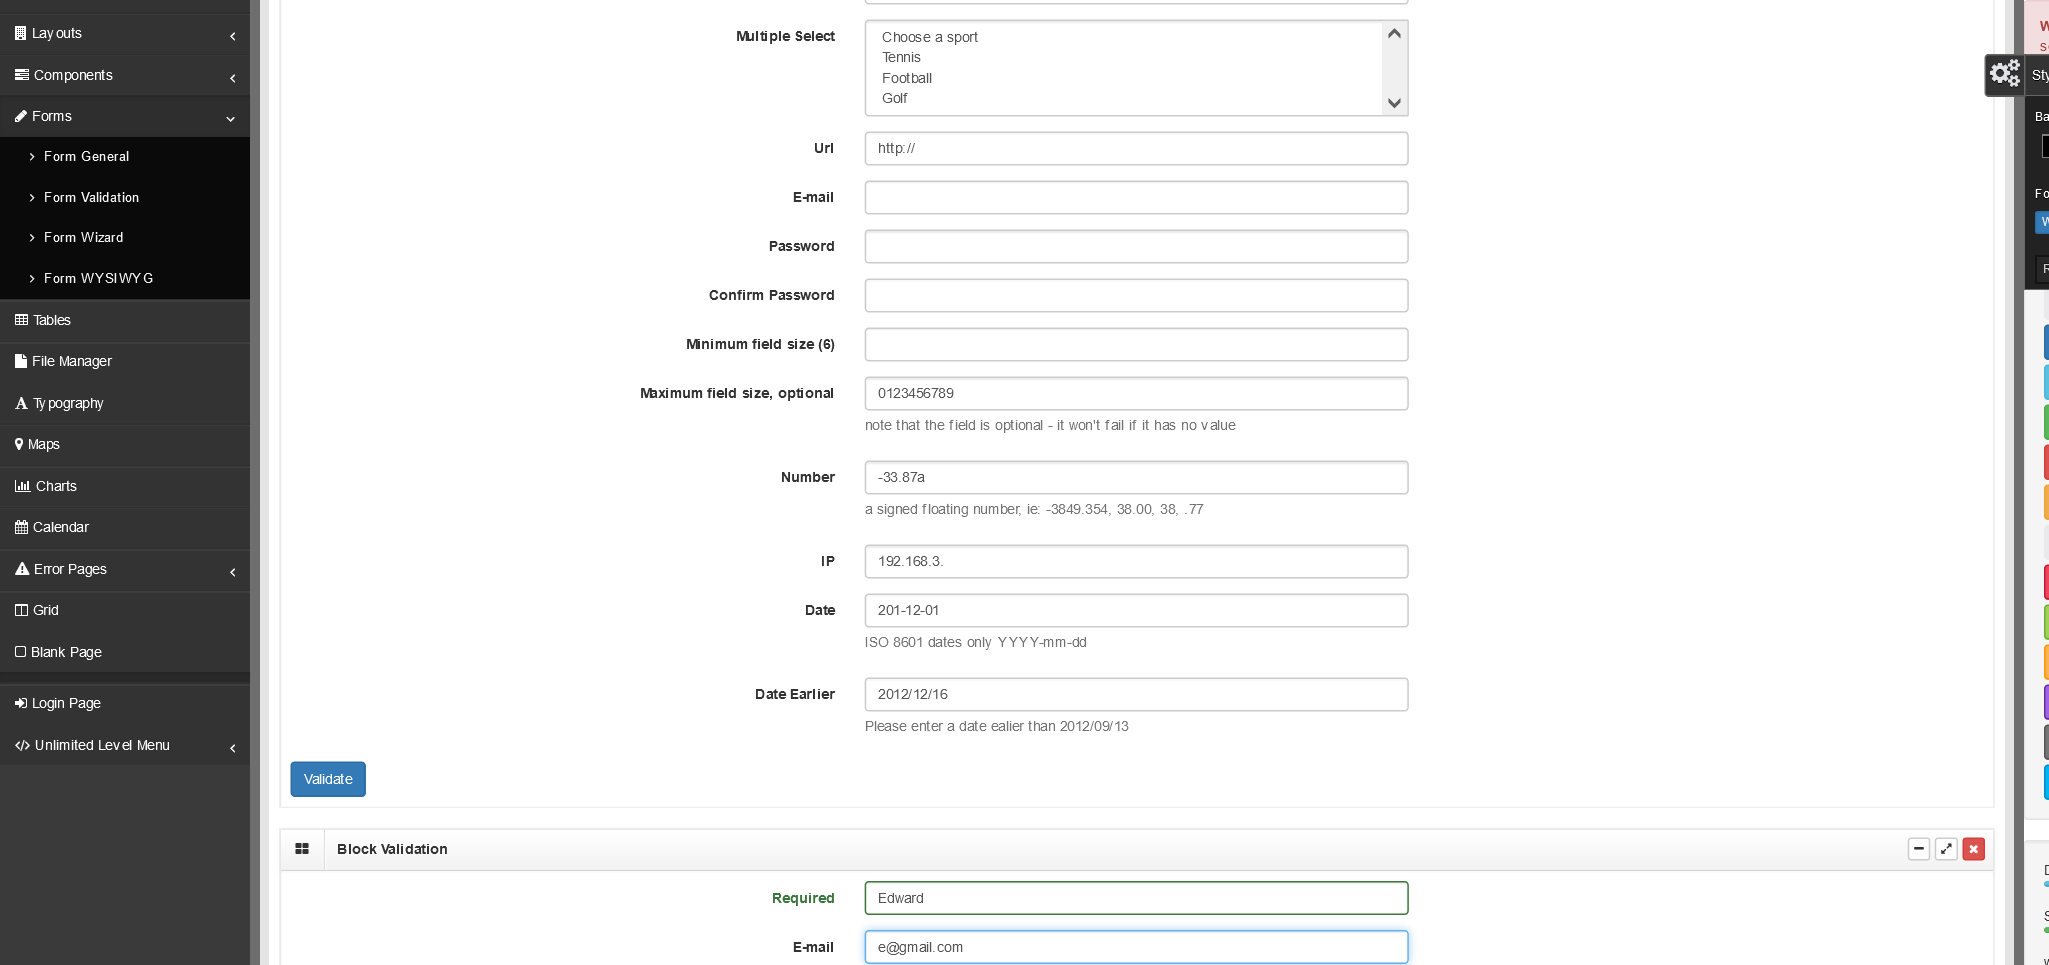 Layouts
Components
Forms
Form General
Form Validation
Form Wizard
Form WYSIWYG
Tables
File Manager
Typography
Maps
Charts
Calendar
Error Pages
Grid
Blank Page
Login Page
Unlimited Level Menu
Multiple Select
Choose a sport
Tennis
Football
Golf
Url
http://
E-mail
Password
Confirm Password
Minimum field size (6)
Maximum field size, optional
0123456789
note that the field is optional - it won't fail if it has no value
Number
-33.87a
a signed floating number, ie: -3849.354, 38.00, 38, .77
IP
192.168.3.
Date
201-12-01
ISO 8601 dates only YYYY-mm-dd
Date Earlier
2012/12/16
Please enter a date ealier than 2012/09/13
Validate
Block Validation
Required
Edward
E-mail
e@gmail.com